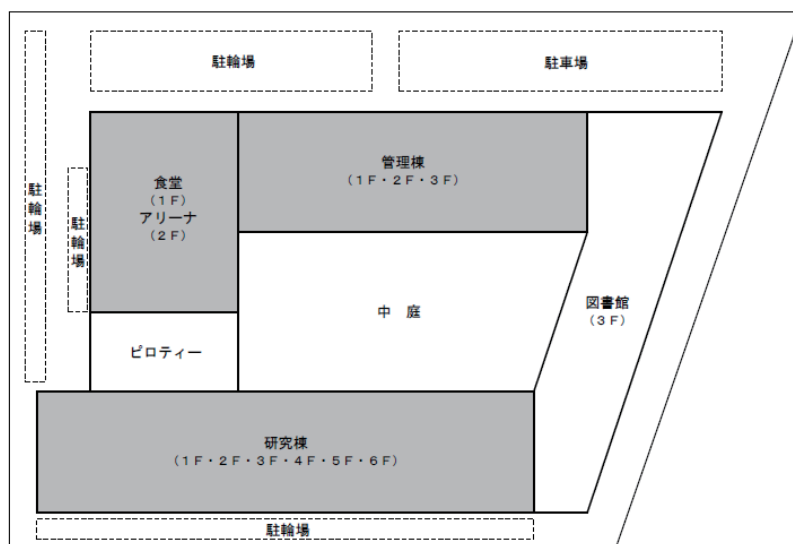 駐輪場
駐車場
駐輪場
駐輪場
食堂
(1F)
アリーナ
(2F)
管理棟
(1F・2F・3F)
中 庭
図書館
(3F)
ピロティー
研究棟
(1F・2F・3F・4F・5F・6F)
駐輪場